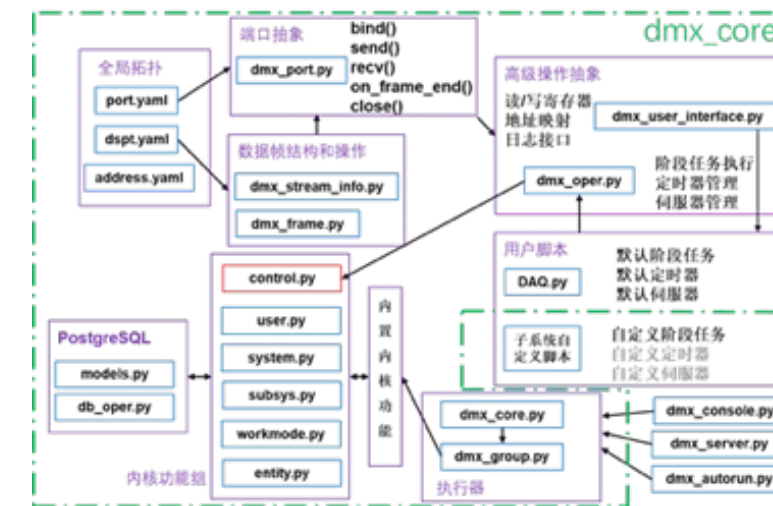 dmx_core
全局拓扑
port.yaml
dspt.yaml
address.yaml
端口抽象
dmx_port.py
bind()
send()
recv()
on_frame_end()
close()
数据帧结构和操作
dmx_stream_info.py
dmx_frame.py
高级操作抽象
读/写寄存器
地址映射
日志接口
dmx_user_interface.py
dmx_oper.py
阶段任务执行
定时器管理
伺服器管理
用户脚本
DAQ.py
默认阶段任务
默认定时器
默认伺服器
子系统自
定义脚本
自定义阶段任务
自定义定时器
自定义伺服器
PostgreSQL
models.py
db_oper.py
control.py
user.py
system.py
subsys.py
workmode.py
entity.py
内核功能组
内
置
内
核
功
能
dmx_core.py
dmx_group.py
执行器
dmx_console.py
dmx_server.py
dmx_autorun.py